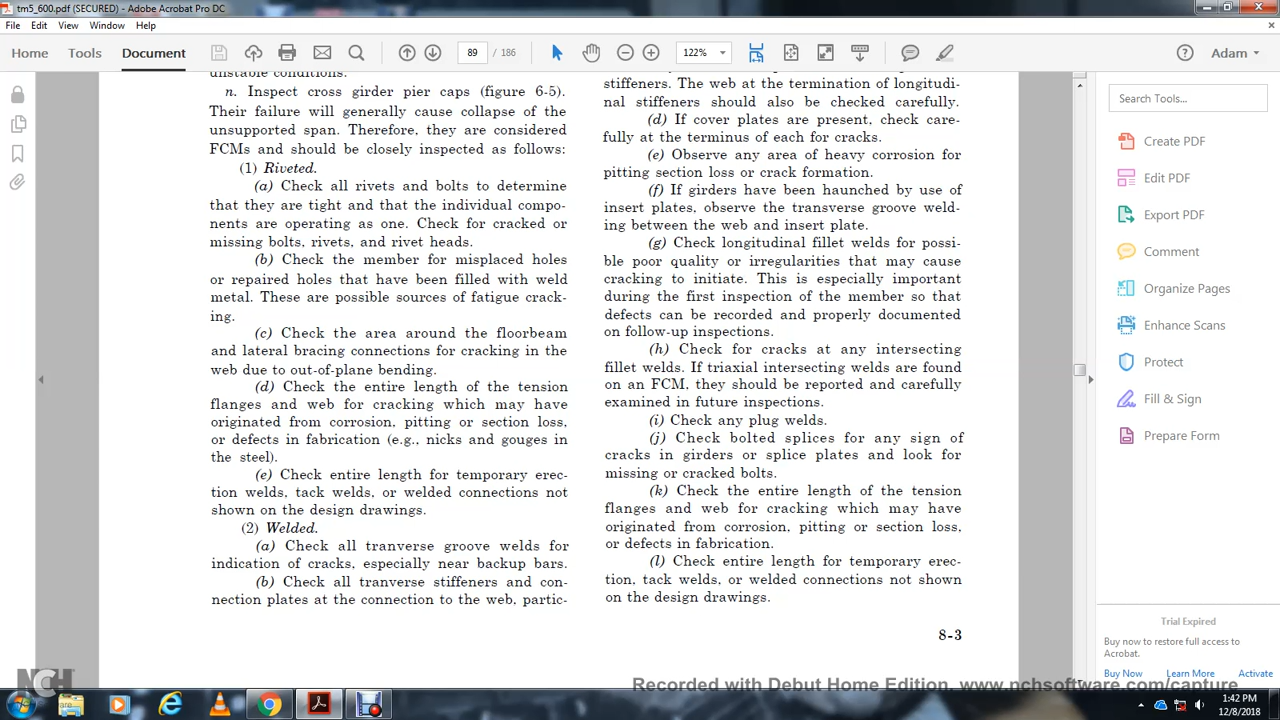 tm5_600.pdf (SECURED) - Adobe Acrobat Pro DC
File Edit View Window Help
Home Tools Document 89 / 186 122% Adam
unstable conditions.
n. Inspect cross girder pier caps (figure 6-5).
Their failure will generally cause collapse of the
unsupported span. Therefore, they are considered
FCMs and should be closely inspected as follows:
(1) Riveted.
(a) Check all rivets and bolts to determine
that they are tight and that the individual compo-
nents are operating as one. Check for cracked or
missing bolts, rivets, and rivet heads.
(b) Check the member for misplaced holes
or repaired holes that have been filled with weld
metal. These are possible sources of fatigue crack-
ing.
(c) Check the area around the floorbeam
and lateral bracing connections for cracking in the
web due to out-of-plane bending.
(d) Check the entire length of the tension
flanges and web for cracking which may have
originated from corrosion, pitting or section loss,
or defects in fabrication (e.g., nicks and gouges in
the steel).
(e) Check entire length for temporary erec-
tion welds, tack welds, or welded connections not
shown on the design drawings.
(2) Welded.
(a) Check all tranverse groove welds for
indication of cracks, especially near backup bars.
(b) Check all tranverse stiffeners and con-
nection plates at the connection to the web, partic-
stiffeners. The web at the termination of longitudi-
nal stiffeners should also be checked carefully.
(d) If cover plates are present, check care-
fully at the terminus of each for cracks.
(e) Observe any area of heavy corrosion for
pitting section loss or crack formation.
(f) If girders have been haunched by use of
insert plates, observe the transverse groove weld-
ing between the web and insert plate.
(g) Check longitudinal fillet welds for possi-
ble poor quality or irregularities that may cause
cracking to initiate. This is especially important
during the first inspection of the member so that
defects can be recorded and properly documented
on follow-up inspections.
(h) Check for cracks at any intersecting
fillet welds. If triaxial intersecting welds are found
on an FCM, they should be reported and carefully
examined in future inspections.
(i) Check any plug welds.
(j) Check bolted splices for any sign of
cracks in girders or splice plates and look for
missing or cracked bolts.
(k) Check the entire length of the tension
flanges and web for cracking which may have
originated from corrosion, pitting or section loss,
or defects in fabrication.
(l) Check entire length for temporary erec-
tion, tack welds, or welded connections not shown
on the design drawings.
8-3
Search Tools...
Create PDF
Edit PDF
Export PDF
Comment
Organize Pages
Enhance Scans
Protect
Fill & Sign
Prepare Form
Trial Expired
Buy now to restore full access to
Acrobat.
Buy Now Learn More Activate
NCH
Recorded with Debut Home Edition. www.nchsoftware.com/capture
1:42 PM
12/8/2018